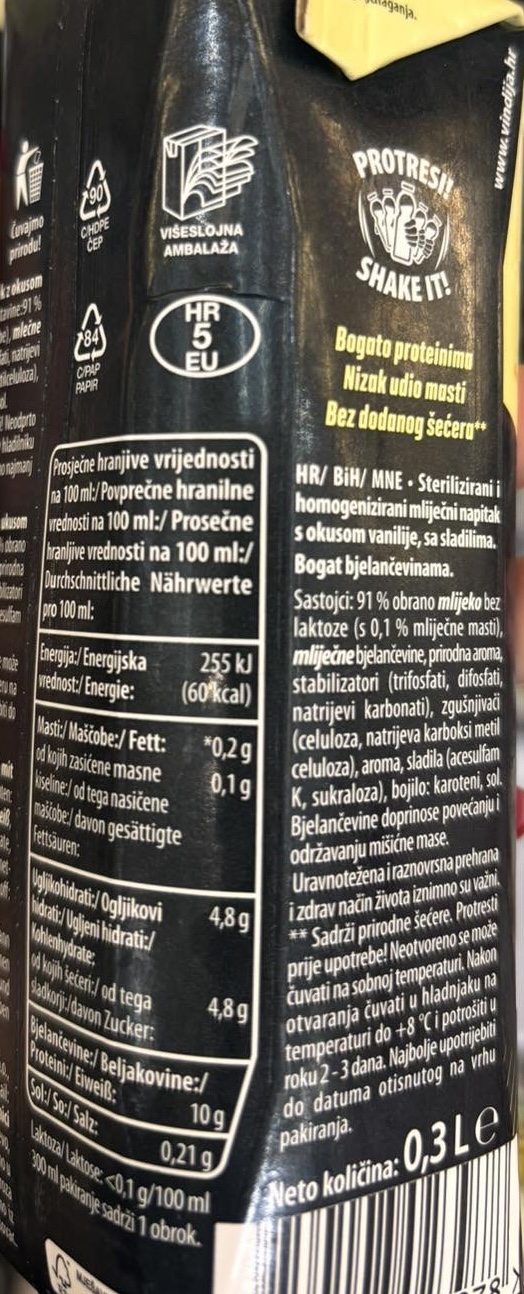 www.vindija.hr
PROTRESI!
SHAKE IT!
Čuvajmo
prirodu!
90
C/HDPE
ČEP
84
C/PAP
PAPIR
VIŠESLOJNA
AMBALAŽA
HR
5
EU
Bogato proteinima
Nizak udio masti
Bez dodanog šećera**
Prosječne hranjive vrijednosti
na 100 ml:/Povprečne hranilne
vrednosti na 100 ml:/ Prosečne
hranljive vrednosti na 100 ml:/
Durchschnittliche Nährwerte
pro 100 ml:
Energija:/ Energijska 255 kJ
vrednost:/ Energie: (60 kcal)
Masti:/ Maščobe:/ Fett: *0,2 g
od kojih zasićene masne 0,1 g
kiseline:/ od tega nasičene
maščobe:/ davon gesättigte
Fettsäuren:
Ugljikohidrati:/ Ogljikovi 4,8 g
hidrati:/ Ugljeni hidrati:/
Kohlenhydrate:
od kojih šećeri:/ od tega 4,8 g
sladkorji:/davon Zucker:
Bjelančevine:/ Beljakovine:/
Proteini:/ Eiweiß: 10 g
Sol:/ So:/ Salz: 0,21 g
Laktoza/ Laktose: <0,1 g/100 ml
300 ml pakiranje sadrži 1 obrok.
HR/ BiH/ MNE • Sterilizirani i
homogenizirani mliječni napitak
s okusom vanilije, sa sladilima.
Bogat bjelančevinama.
Sastojci: 91 % obrano mlijeko bez
laktoze (s 0,1 % mliječne masti),
mliječne bjelančevine, prirodna aroma,
stabilizatori (trifosfati, difosfati,
natrijevi karbonati), zgušnjivači
(celuloza, natrijeva karboksi metil
celuloza), aroma, sladila (acesulfam
K, sukraloza), bojilo: karoteni, sol.
Bjelančevine doprinose povećanju i
održavanju mišićne mase.
Uravnotežena i raznovrsna prehrana
i zdrav način života iznimno su važni.
** Sadrži prirodne šećere. Protresti
prije upotrebe! Neotvoreno se može
čuvati na sobnoj temperaturi. Nakon
otvaranja čuvati u hladnjaku na
temperaturi do +8 °C i potrošiti u
roku 2 - 3 dana. Najbolje upotrijebiti
do datuma otisnutog na vrhu
pakiranja.
Neto količina: 0,3 L e